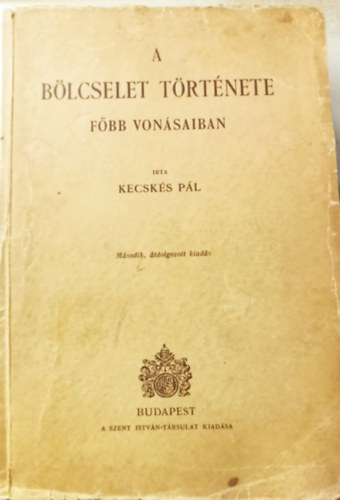 A
BÖLCSELET TÖRTÉNETE
FŐBB VONÁSAIBAN
IRTA
KECSKÉS PÁL
Második, átdolgozott kiadás
BUDAPEST
A SZENT ISTVÁN-TÁRSULAT KIADÁSA